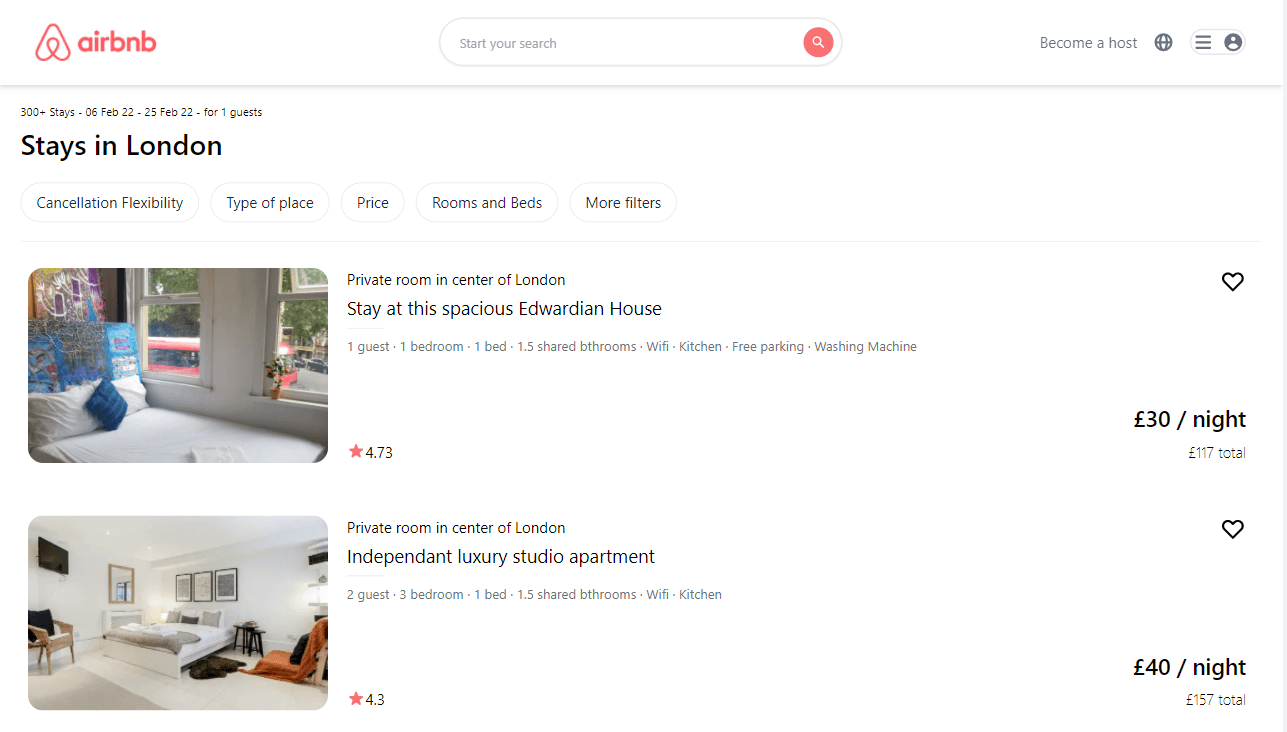 airbnb
Start your search
Become a host
300+ Stays - 06 Feb 22 - 25 Feb 22 - for 1 guests
Stays in London
Cancellation Flexibility
Type of place
Price
Rooms and Beds
More filters
Private room in center of London
Stay at this spacious Edwardian House
1 guest · 1 bedroom · 1 bed · 1.5 shared bthrooms · Wifi · Kitchen · Free parking · Washing Machine
£30 / night
4.73
£117 total
Private room in center of London
Independant luxury studio apartment
2 guest · 3 bedroom · 1 bed · 1.5 shared bthrooms · Wifi · Kitchen
£40 / night
4.3
£157 total